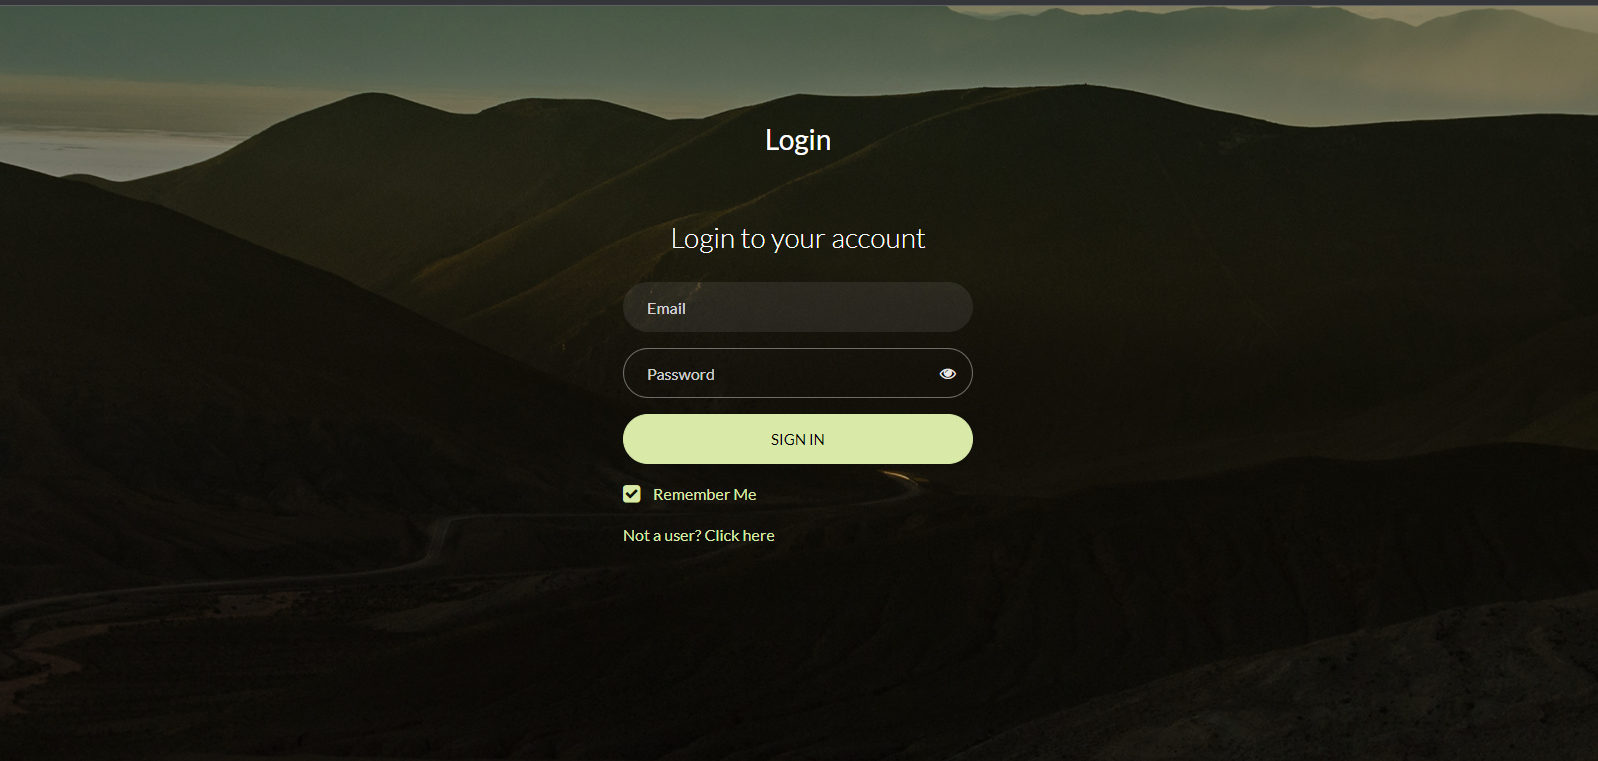 Login
Login to your account
Email
Password
SIGN IN
Remember Me
Not a user? Click here